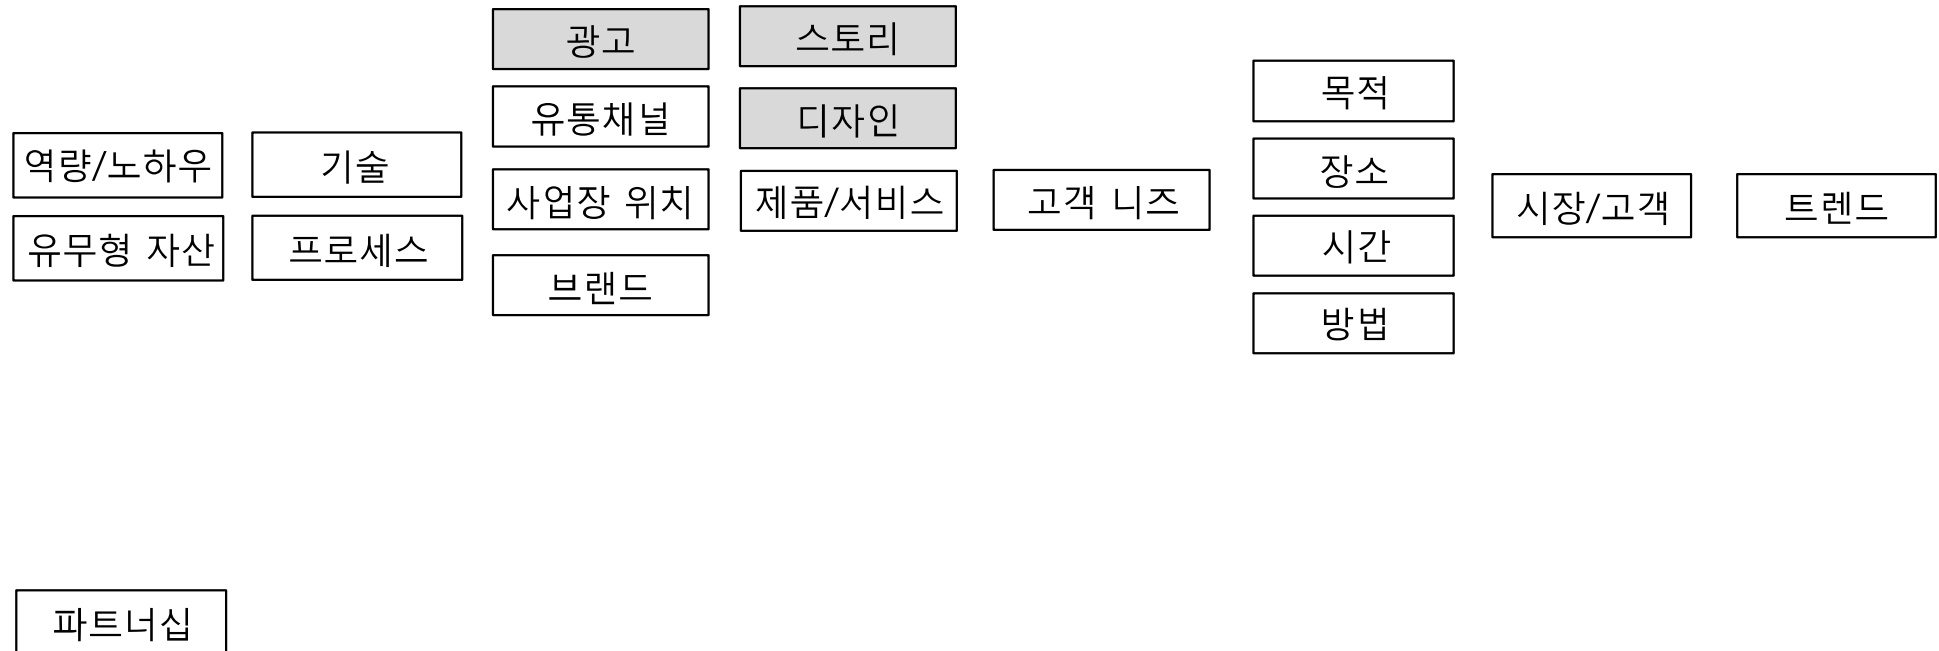 역량/노하우
유무형 자산
기술
프로세스
광고
유통채널
사업장 위치
브랜드
스토리
디자인
제품/서비스
고객 니즈
목적
장소
시간
방법
시장/고객
트렌드
파트너십